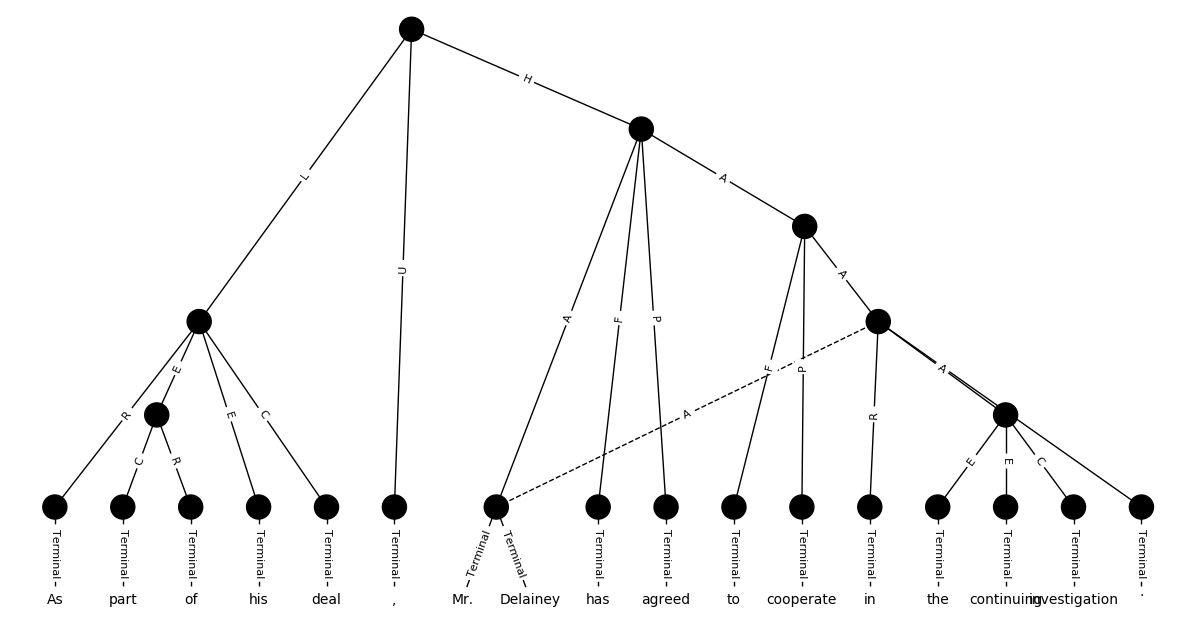 H
A
L
A
U
A F P
E A F P A
R E C A R
C R E E C
Terminal Terminal Terminal Terminal Terminal Terminal Terminal Terminal Terminal Terminal Terminal Terminal Terminal Terminal Terminal Terminal Terminal
As part of his deal , Mr. Delainey has agreed to cooperate in the continuing investigation .